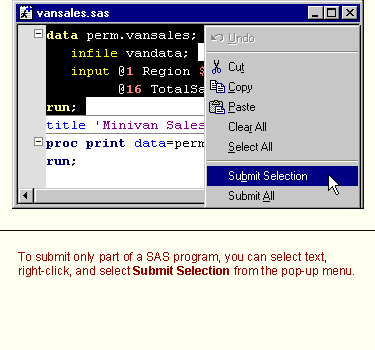 vansales.sas
data perm.vansales;
infile vandata;
input @1 Region $
@16 TotalSa
run;
title 'Minivan Sales
proc print data=perm
run;
Undo
Cut
Copy
Paste
Clear All
Select All
Submit Selection
Submit All
To submit only part of a SAS program, you can select text,
right-click, and select Submit Selection from the pop-up menu.